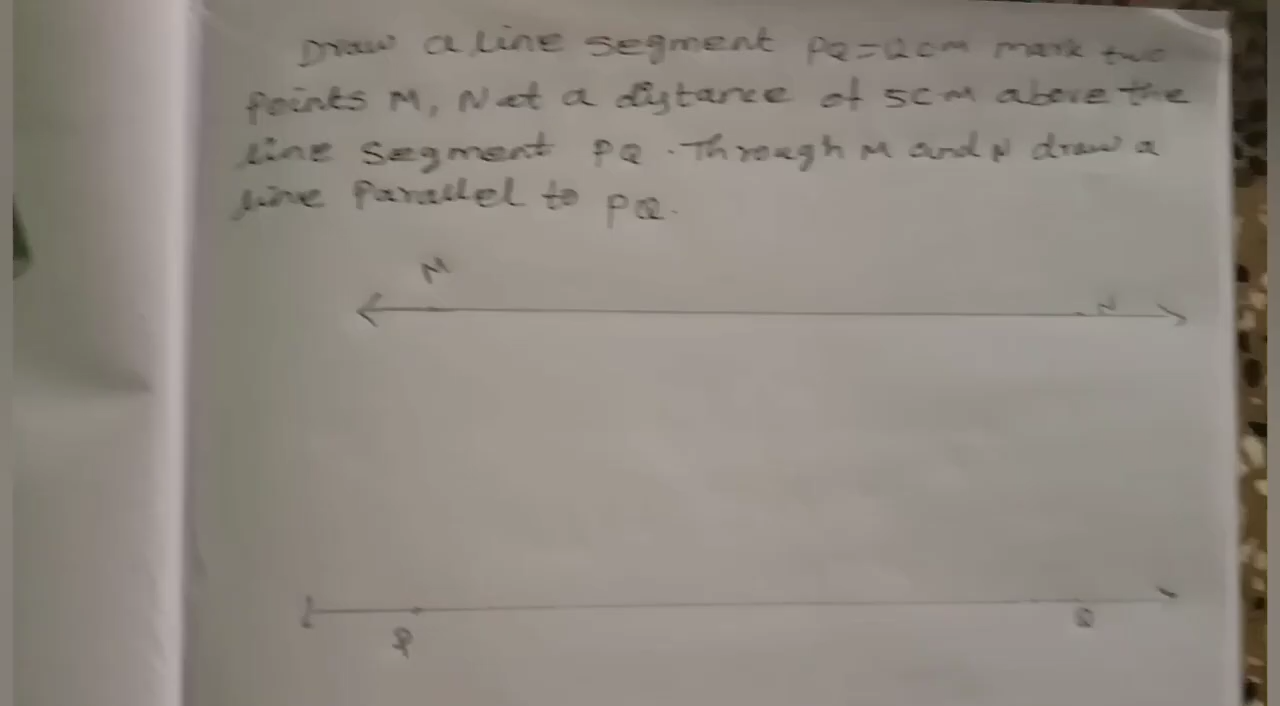 Draw a line segment PQ=2cm mark two
points M, N at a distance of 5cm above the
line segment PQ. Through M and N draw a
line Parallel to PQ.
M
N
P
Q